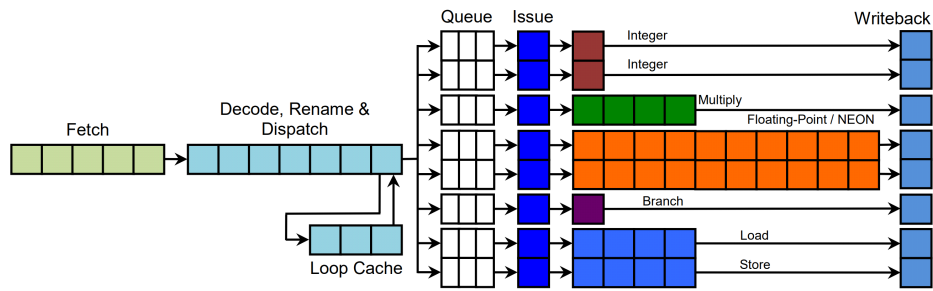 Queue
Issue
Writeback
Integer
Integer
Decode, Rename &
Dispatch
Multiply
Fetch
Floating-Point / NEON
Branch
Load
Loop Cache
Store